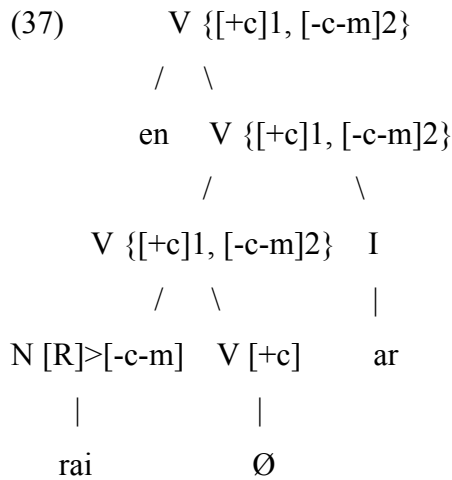 (37) V {[+c]1, [-c-m]2}
/ \
en V {[+c]1, [-c-m]2}
/ \
V {[+c]1, [-c-m]2} I
/ \ |
N [R]>[-c-m] V [+c] ar
| |
rai Ø